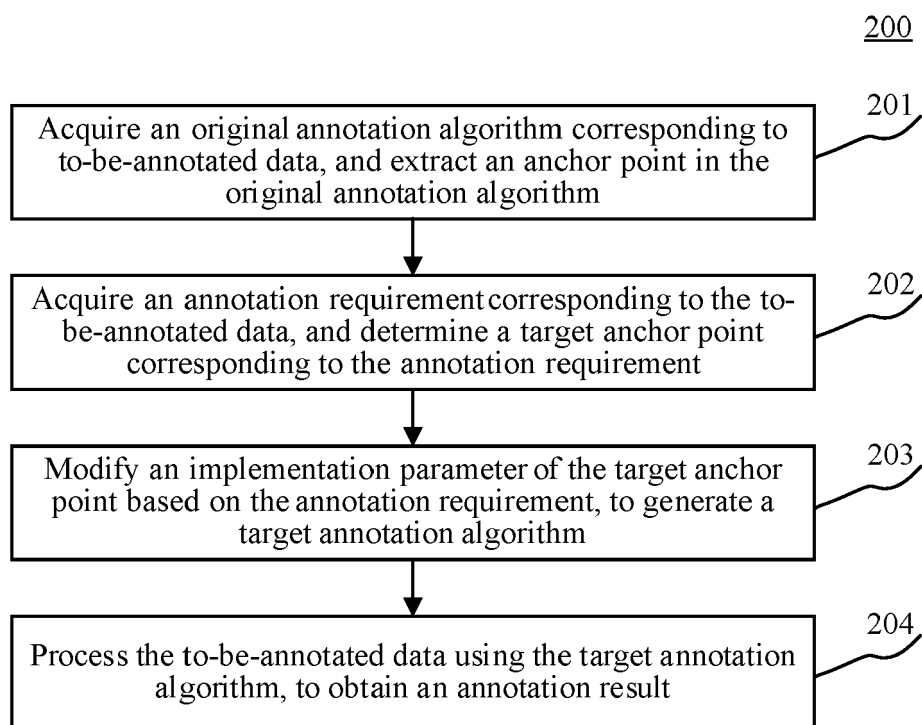 200
201
Acquire an original annotation algorithm corresponding to
to-be-annotated data, and extract an anchor point in the
original annotation algorithm
202
Acquire an annotation requirement corresponding to the to-
be-annotated data, and determine a target anchor point
corresponding to the annotation requirement
203
Modify an implementation parameter of the target anchor
point based on the annotation requirement, to generate a
target annotation algorithm
204
Process the to-be-annotated data using the target annotation
algorithm, to obtain an annotation result